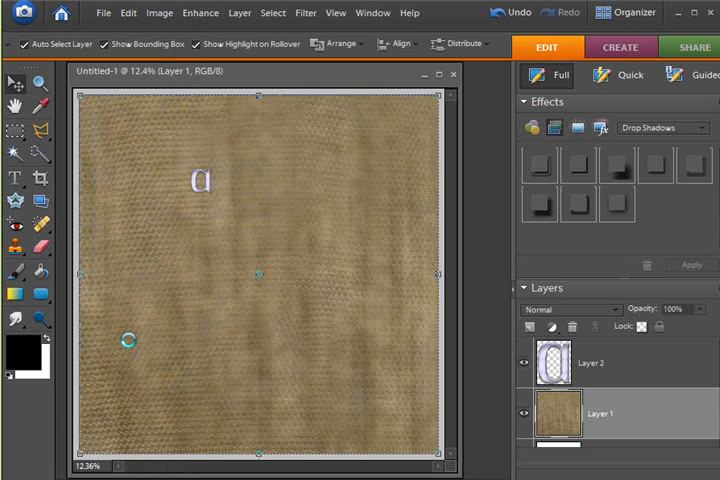 File Edit Image Enhance Layer Select Filter View Window Help Undo Redo Organizer
Auto Select Layer Show Bounding Box Show Highlight on Rollover Arrange Align Distribute EDIT CREATE SHARE
Untitled-1 @ 12.4% (Layer 1, RGB/8)
Full Quick Guided
Effects
Drop Shadows
a
Apply
Layers
Normal Opacity: 100%
Lock:
a Layer 2
Layer 1
12.36%